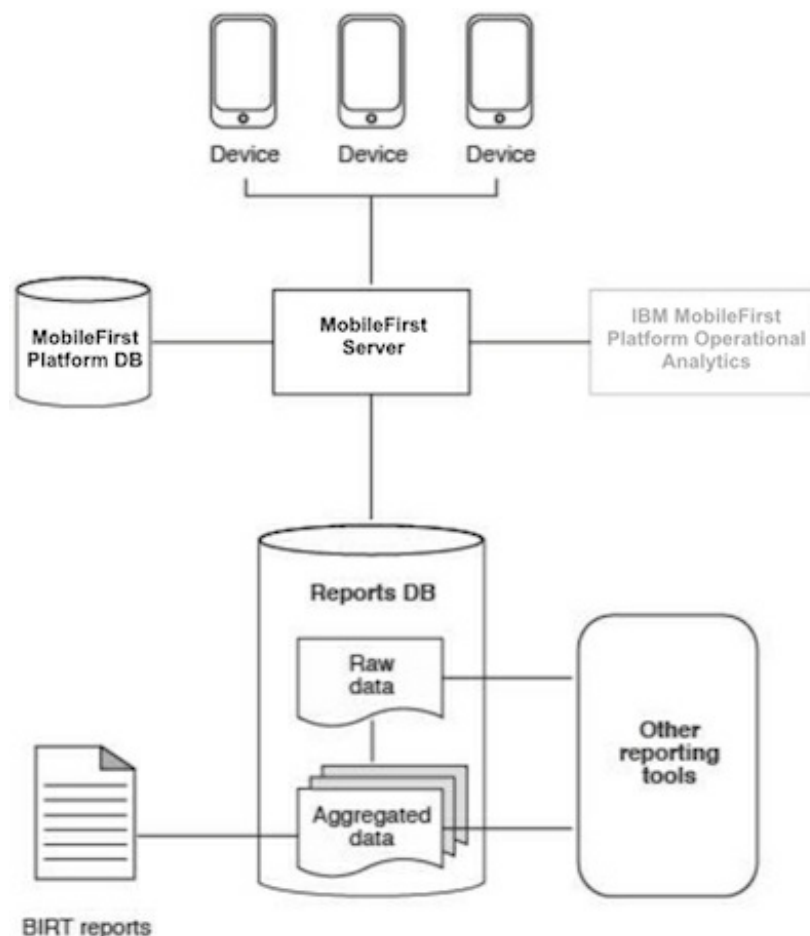 Device
Device
Device
MobileFirst
Platform DB
MobileFirst
Server
IBM MobileFirst
Platform Operational
Analytics
Reports DB
Raw
data
Other
reporting
tools
Aggregated
data
BIRT reports